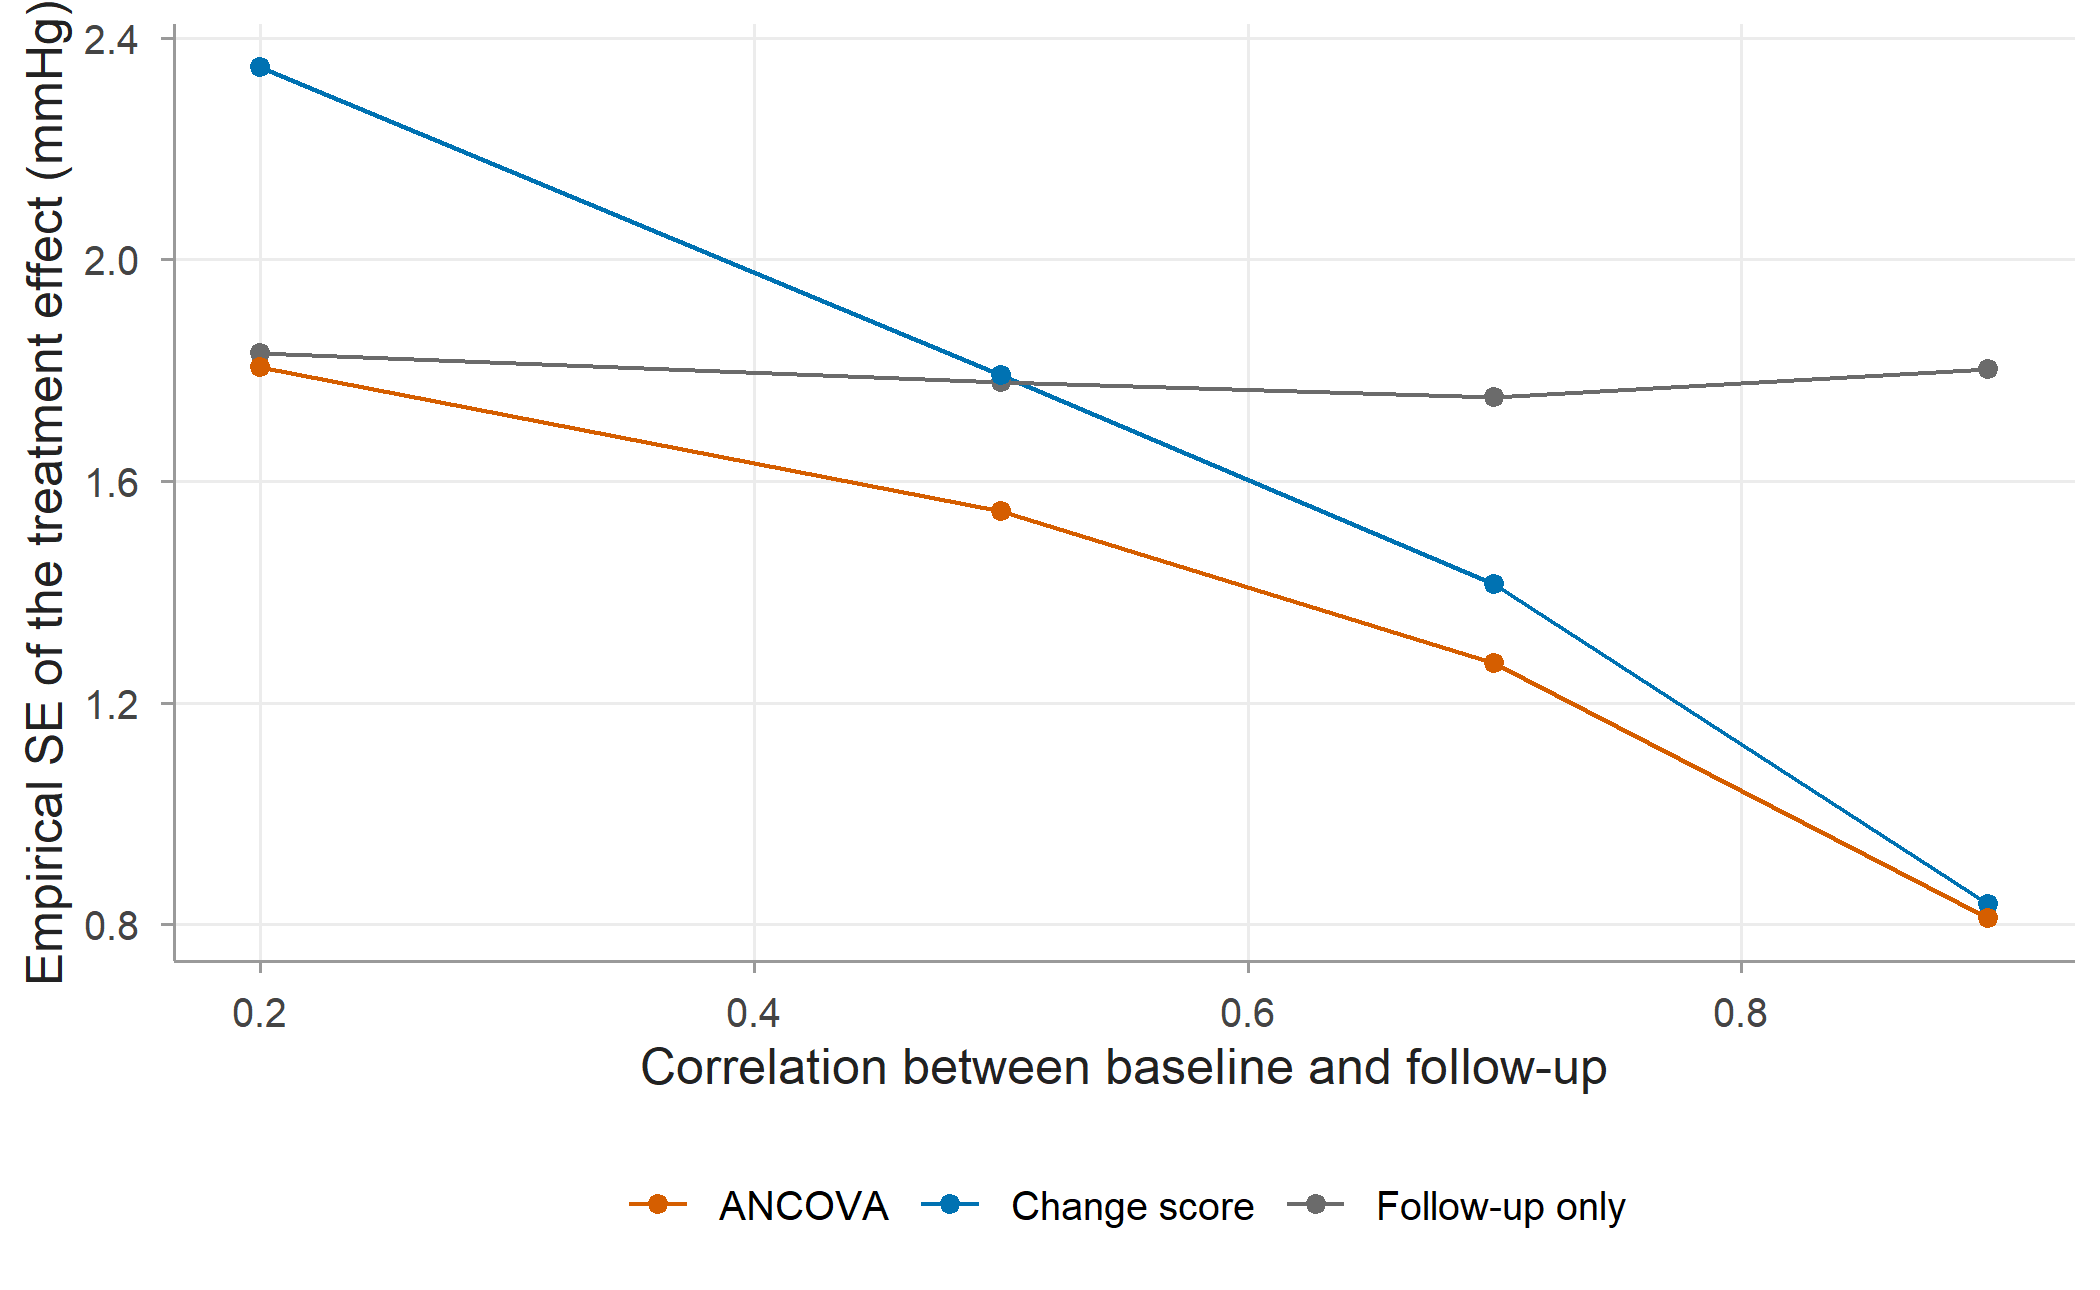 Empirical SE of the treatment effect (mmHg)
2.4
2.0
1.6
1.2
0.8
0.2 0.4 0.6 0.8
Correlation between baseline and follow-up
ANCOVA Change score Follow-up only